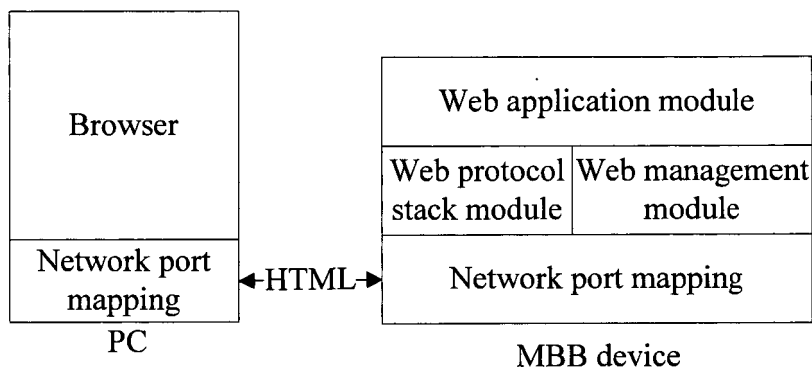 Browser
Network port
mapping
PC
HTML
Web application module
Web protocol
stack module
Web management
module
Network port mapping
MBB device